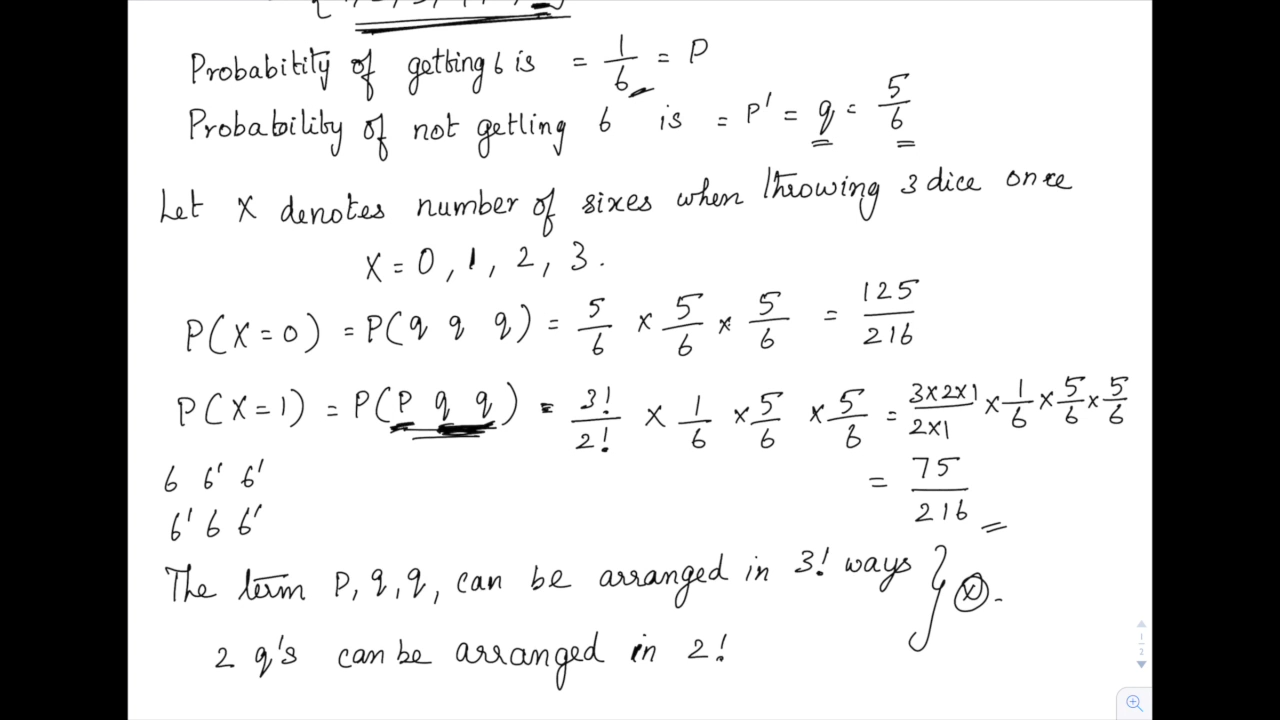 Probability of getting 6 is = 1/6 = P
Probability of not getting 6 is = P' = q = 5/6
Let X denotes number of sixes when throwing 3 dice once
X = 0, 1, 2, 3.
P(X=0) = P(q q q) = 5/6 × 5/6 × 5/6 = 125/216
P(X=1) = P(P q q) = 3!/2! × 1/6 × 5/6 × 5/6 = 3×2×1/2×1 × 1/6 × 5/6 × 5/6
6 6' 6'
= 75/216
6' 6 6'
The term P, q, q, can be arranged in 3! ways
2 q's can be arranged in 2!
1/2